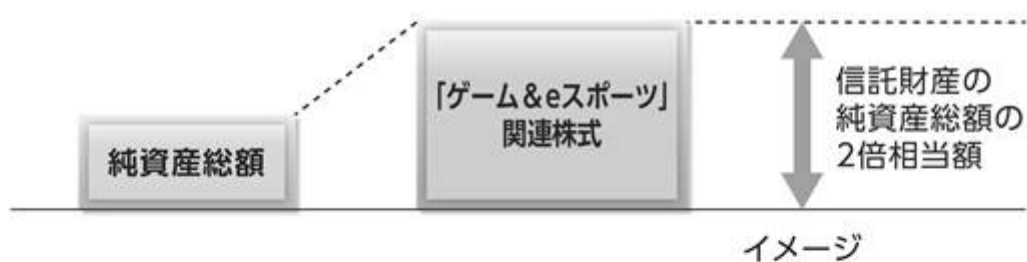 純資産総額
「ゲーム＆eスポーツ」
関連株式
信託財産の
純資産総額の
2倍相当額
イメージ